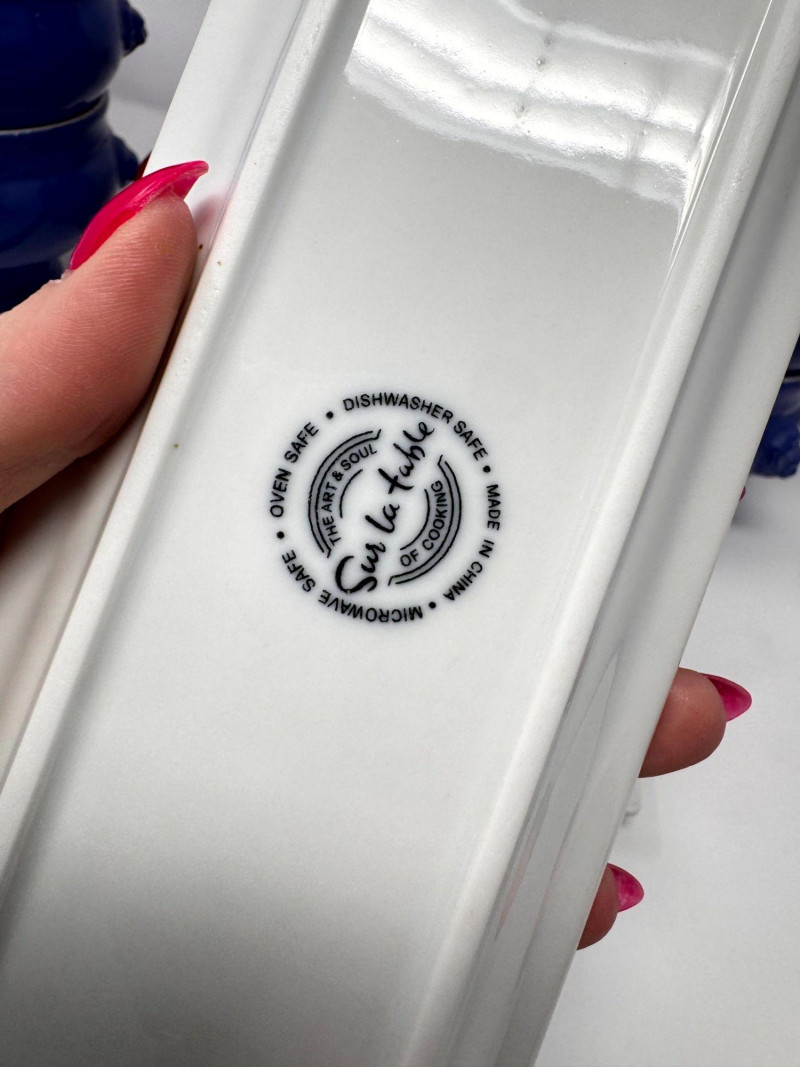 DISHWASHER SAFE • MADE IN CHINA • MICROWAVE SAFE • OVEN SAFE •
THE ART & SOUL
Sur la table
OF COOKING